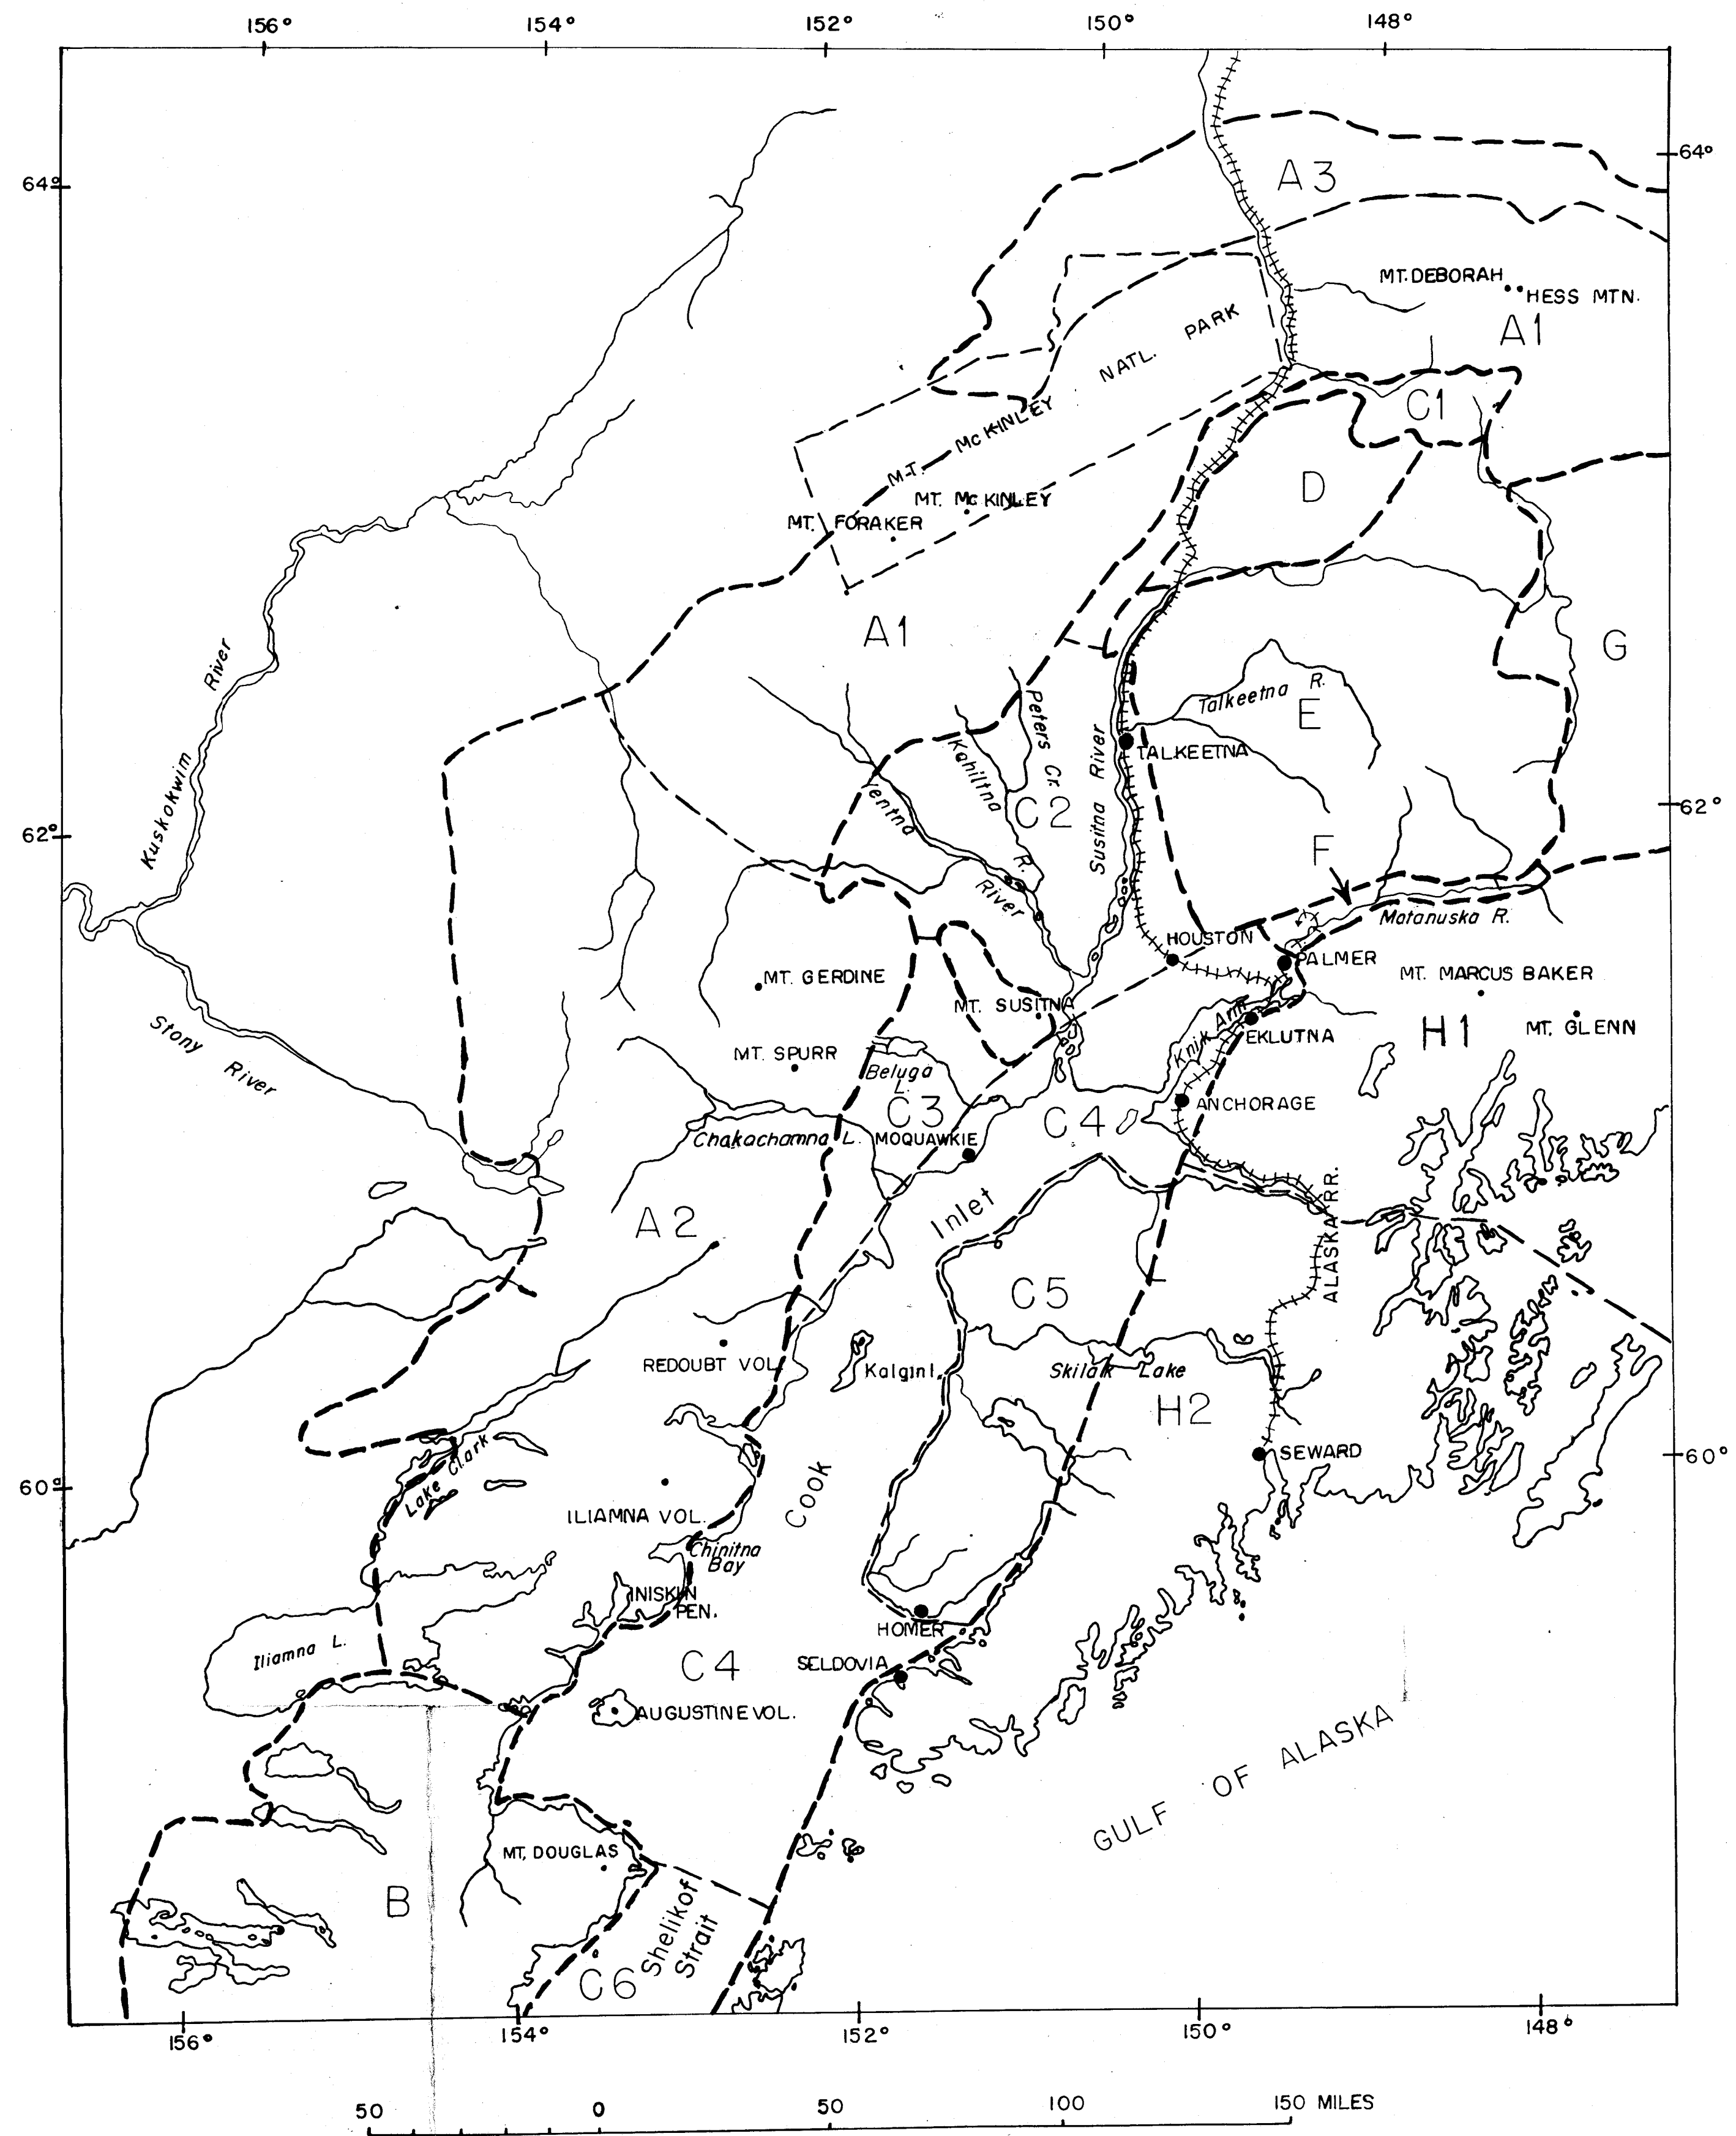 156° 154° 152° 150° 148°
64° 64°
A3
MT. DEBORAH
HESS MTN.
A1
NATL. PARK
MT. McKINLEY
C1
D
MT. McKINLEY
MT. FORAKER
A1
G
Kuskokwim River
Talkeetna R.
E
Peters Cr.
Susitna River
TALKEETNA
Kahiltna R.
Yentna River
C2
62° 62°
F
Matanuska R.
HOUSTON
PALMER
MT. MARCUS BAKER
MT. GERDINE
MT. SUSITNA
Knik Arm
EKLUTNA
H1
MT. GLENN
Stony River
MT. SPURR
Beluga
L.
C3
C4
ANCHORAGE
Chakachamna L.
MOQUAWKIE
ALASKA RR.
A2
Cook Inlet
C5
REDOUBT VOL.
Kalgin I.
Skilak Lake
H2
Lake Clark
SEWARD
60° 60°
ILIAMNA VOL.
Chinitna
Bay
INISKIN
PEN.
HOMER
Iliamna L.
C4
SELDOVIA
AUGUSTINE VOL.
GULF OF ALASKA
MT. DOUGLAS
B
Shelikof
Strait
C6
156° 154° 152° 150° 148°
50 0 50 100 150 MILES